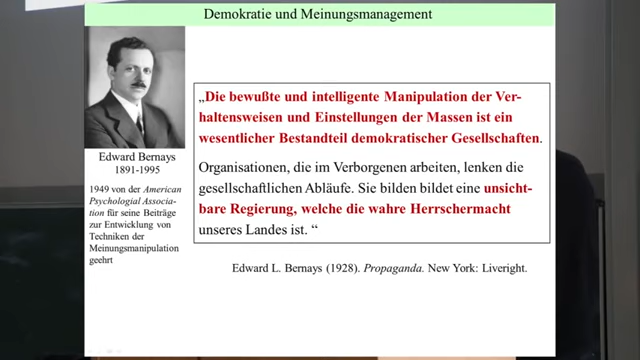 Demokratie und Meinungsmanagement
Edward Bernays
1891-1995
1949 von der American
Psychologial Associa-
tion für seine Beiträge
zur Entwicklung von
Techniken der
Meinungsmanipulation
geehrt
„Die bewußte und intelligente Manipulation der Ver-
haltensweisen und Einstellungen der Massen ist ein
wesentlicher Bestandteil demokratischer Gesellschaften.
Organisationen, die im Verborgenen arbeiten, lenken die
gesellschaftlichen Abläufe. Sie bilden bildet eine unsicht-
bare Regierung, welche die wahre Herrschermacht
unseres Landes ist. “
Edward L. Bernays (1928). Propaganda. New York: Liveright.